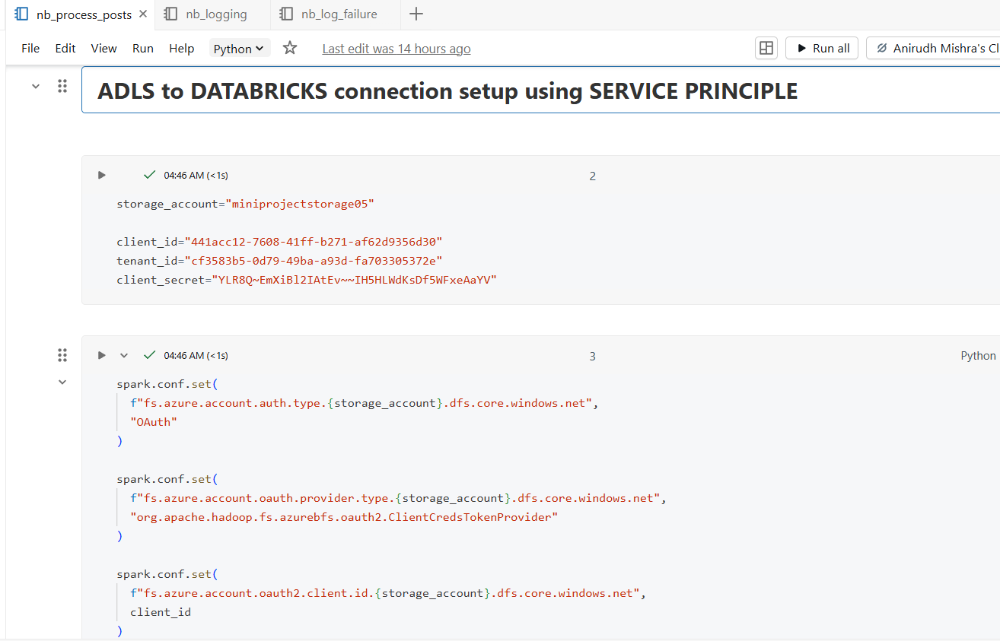 nb_process_posts
nb_logging
nb_log_failure
File Edit View Run Help Python Last edit was 14 hours ago Run all Anirudh Mishra's Cl
ADLS to DATABRICKS connection setup using SERVICE PRINCIPLE
04:46 AM (<1s) 2
storage_account="miniprojectstorage05"
client_id="441acc12-7608-41ff-b271-af62d9356d30"
tenant_id="cf3583b5-0d79-49ba-a93d-fa703305372e"
client_secret="YLR8Q~EmXiBl2IAtEv~~IH5HLWdKsDf5WFxeAaYV"
04:46 AM (<1s) 3 Python
spark.conf.set(
f"fs.azure.account.auth.type.{storage_account}.dfs.core.windows.net",
"OAuth"
)
spark.conf.set(
f"fs.azure.account.oauth.provider.type.{storage_account}.dfs.core.windows.net",
"org.apache.hadoop.fs.azurebfs.oauth2.ClientCredsTokenProvider"
)
spark.conf.set(
f"fs.azure.account.oauth2.client.id.{storage_account}.dfs.core.windows.net",
client_id
)